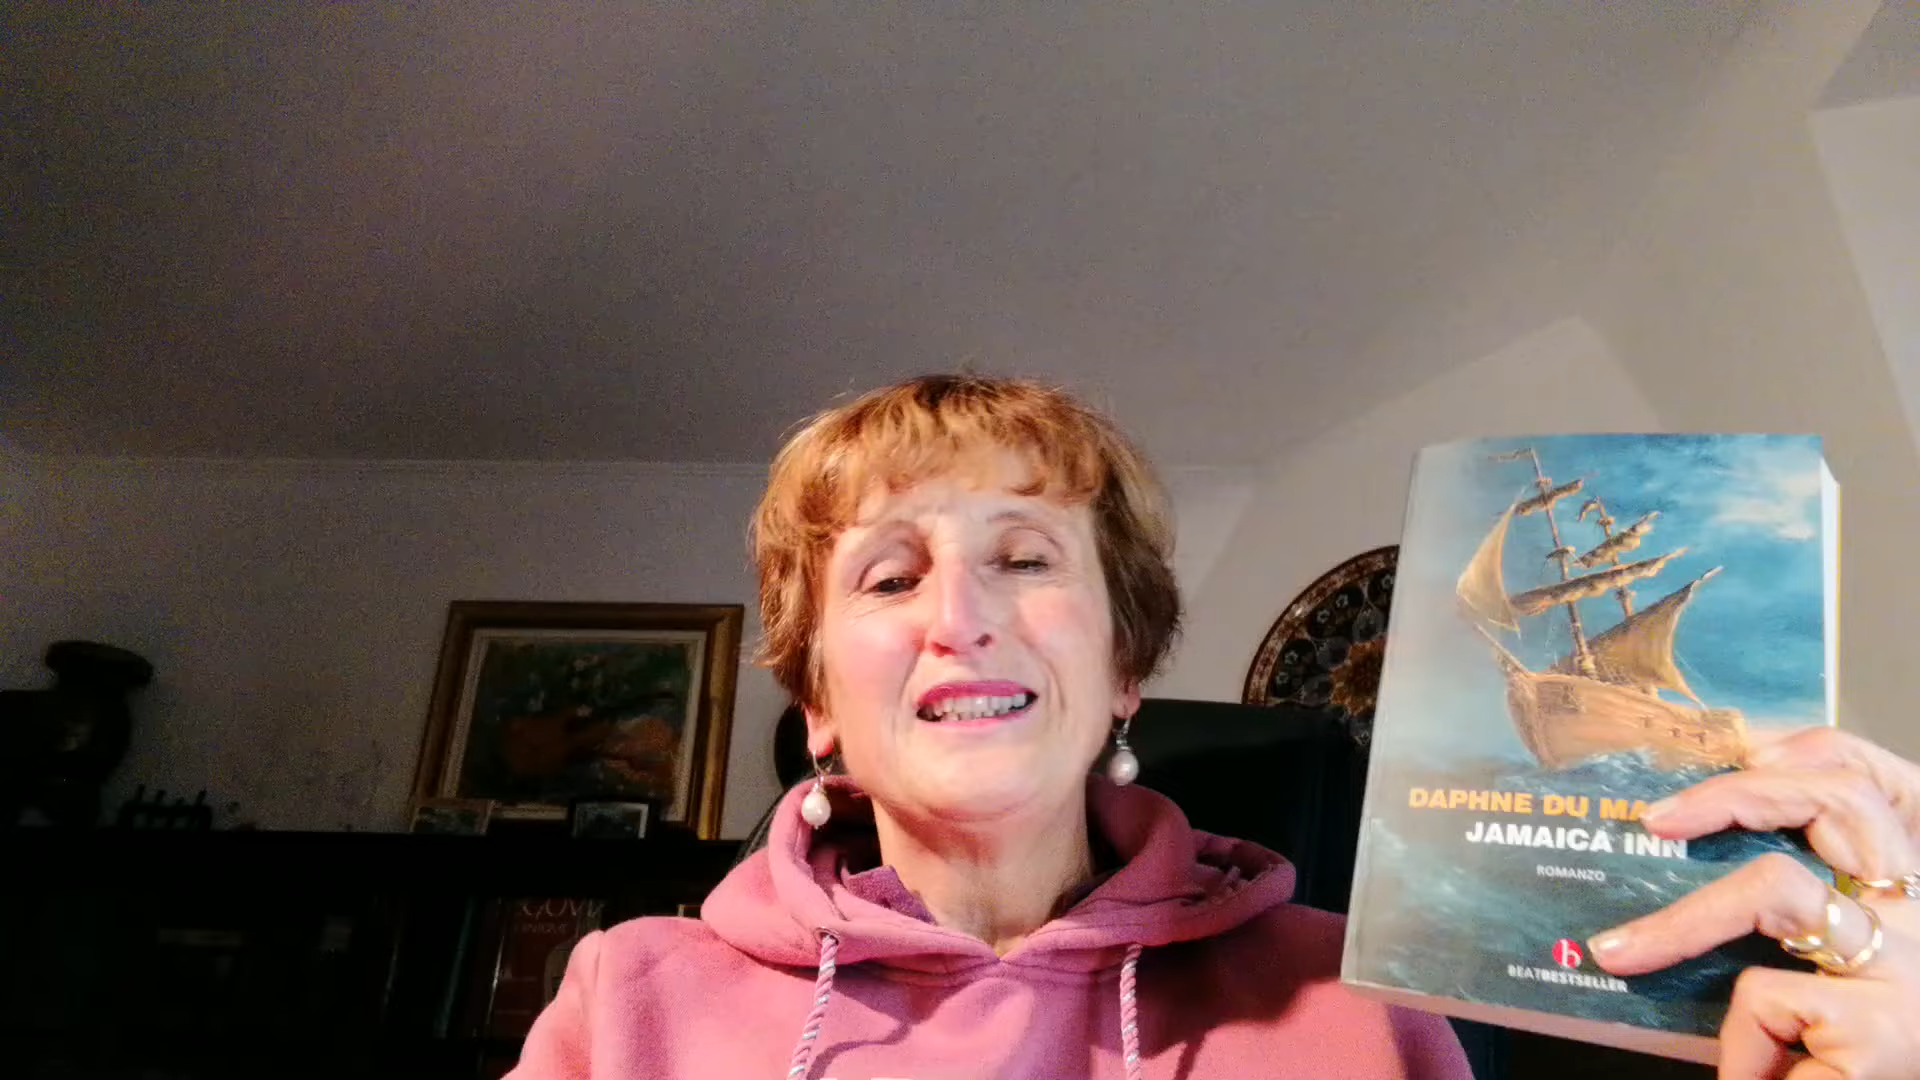 DAPHNE DU MA
JAMAICA INN
ROMANZO
b
BEATBESTSELLER